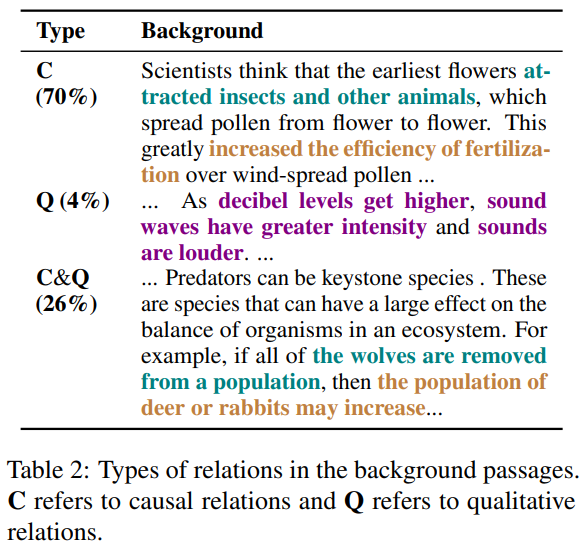 Type Background
C Scientists think that the earliest flowers at-
(70%) tracted insects and other animals, which
spread pollen from flower to flower. This
greatly increased the efficiency of fertiliza-
tion over wind-spread pollen ...
Q (4%) ... As decibel levels get higher, sound
waves have greater intensity and sounds
are louder. ...
C&Q ... Predators can be keystone species . These
(26%) are species that can have a large effect on the
balance of organisms in an ecosystem. For
example, if all of the wolves are removed
from a population, then the population of
deer or rabbits may increase...
Table 2: Types of relations in the background passages.
C refers to causal relations and Q refers to qualitative
relations.